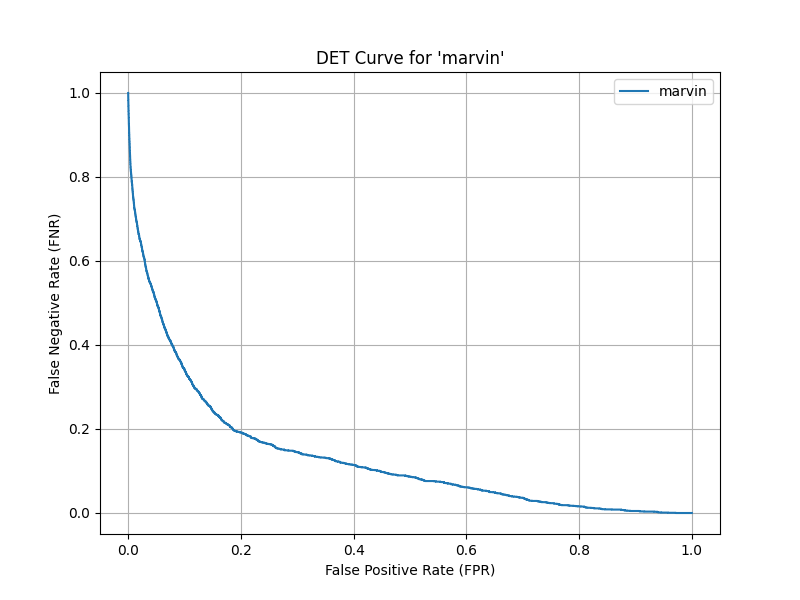 DET Curve for 'marvin'
marvin
1.0
0.8
0.6
0.4
0.2
0.0
False Negative Rate (FNR)
0.0 0.2 0.4 0.6 0.8 1.0
False Positive Rate (FPR)